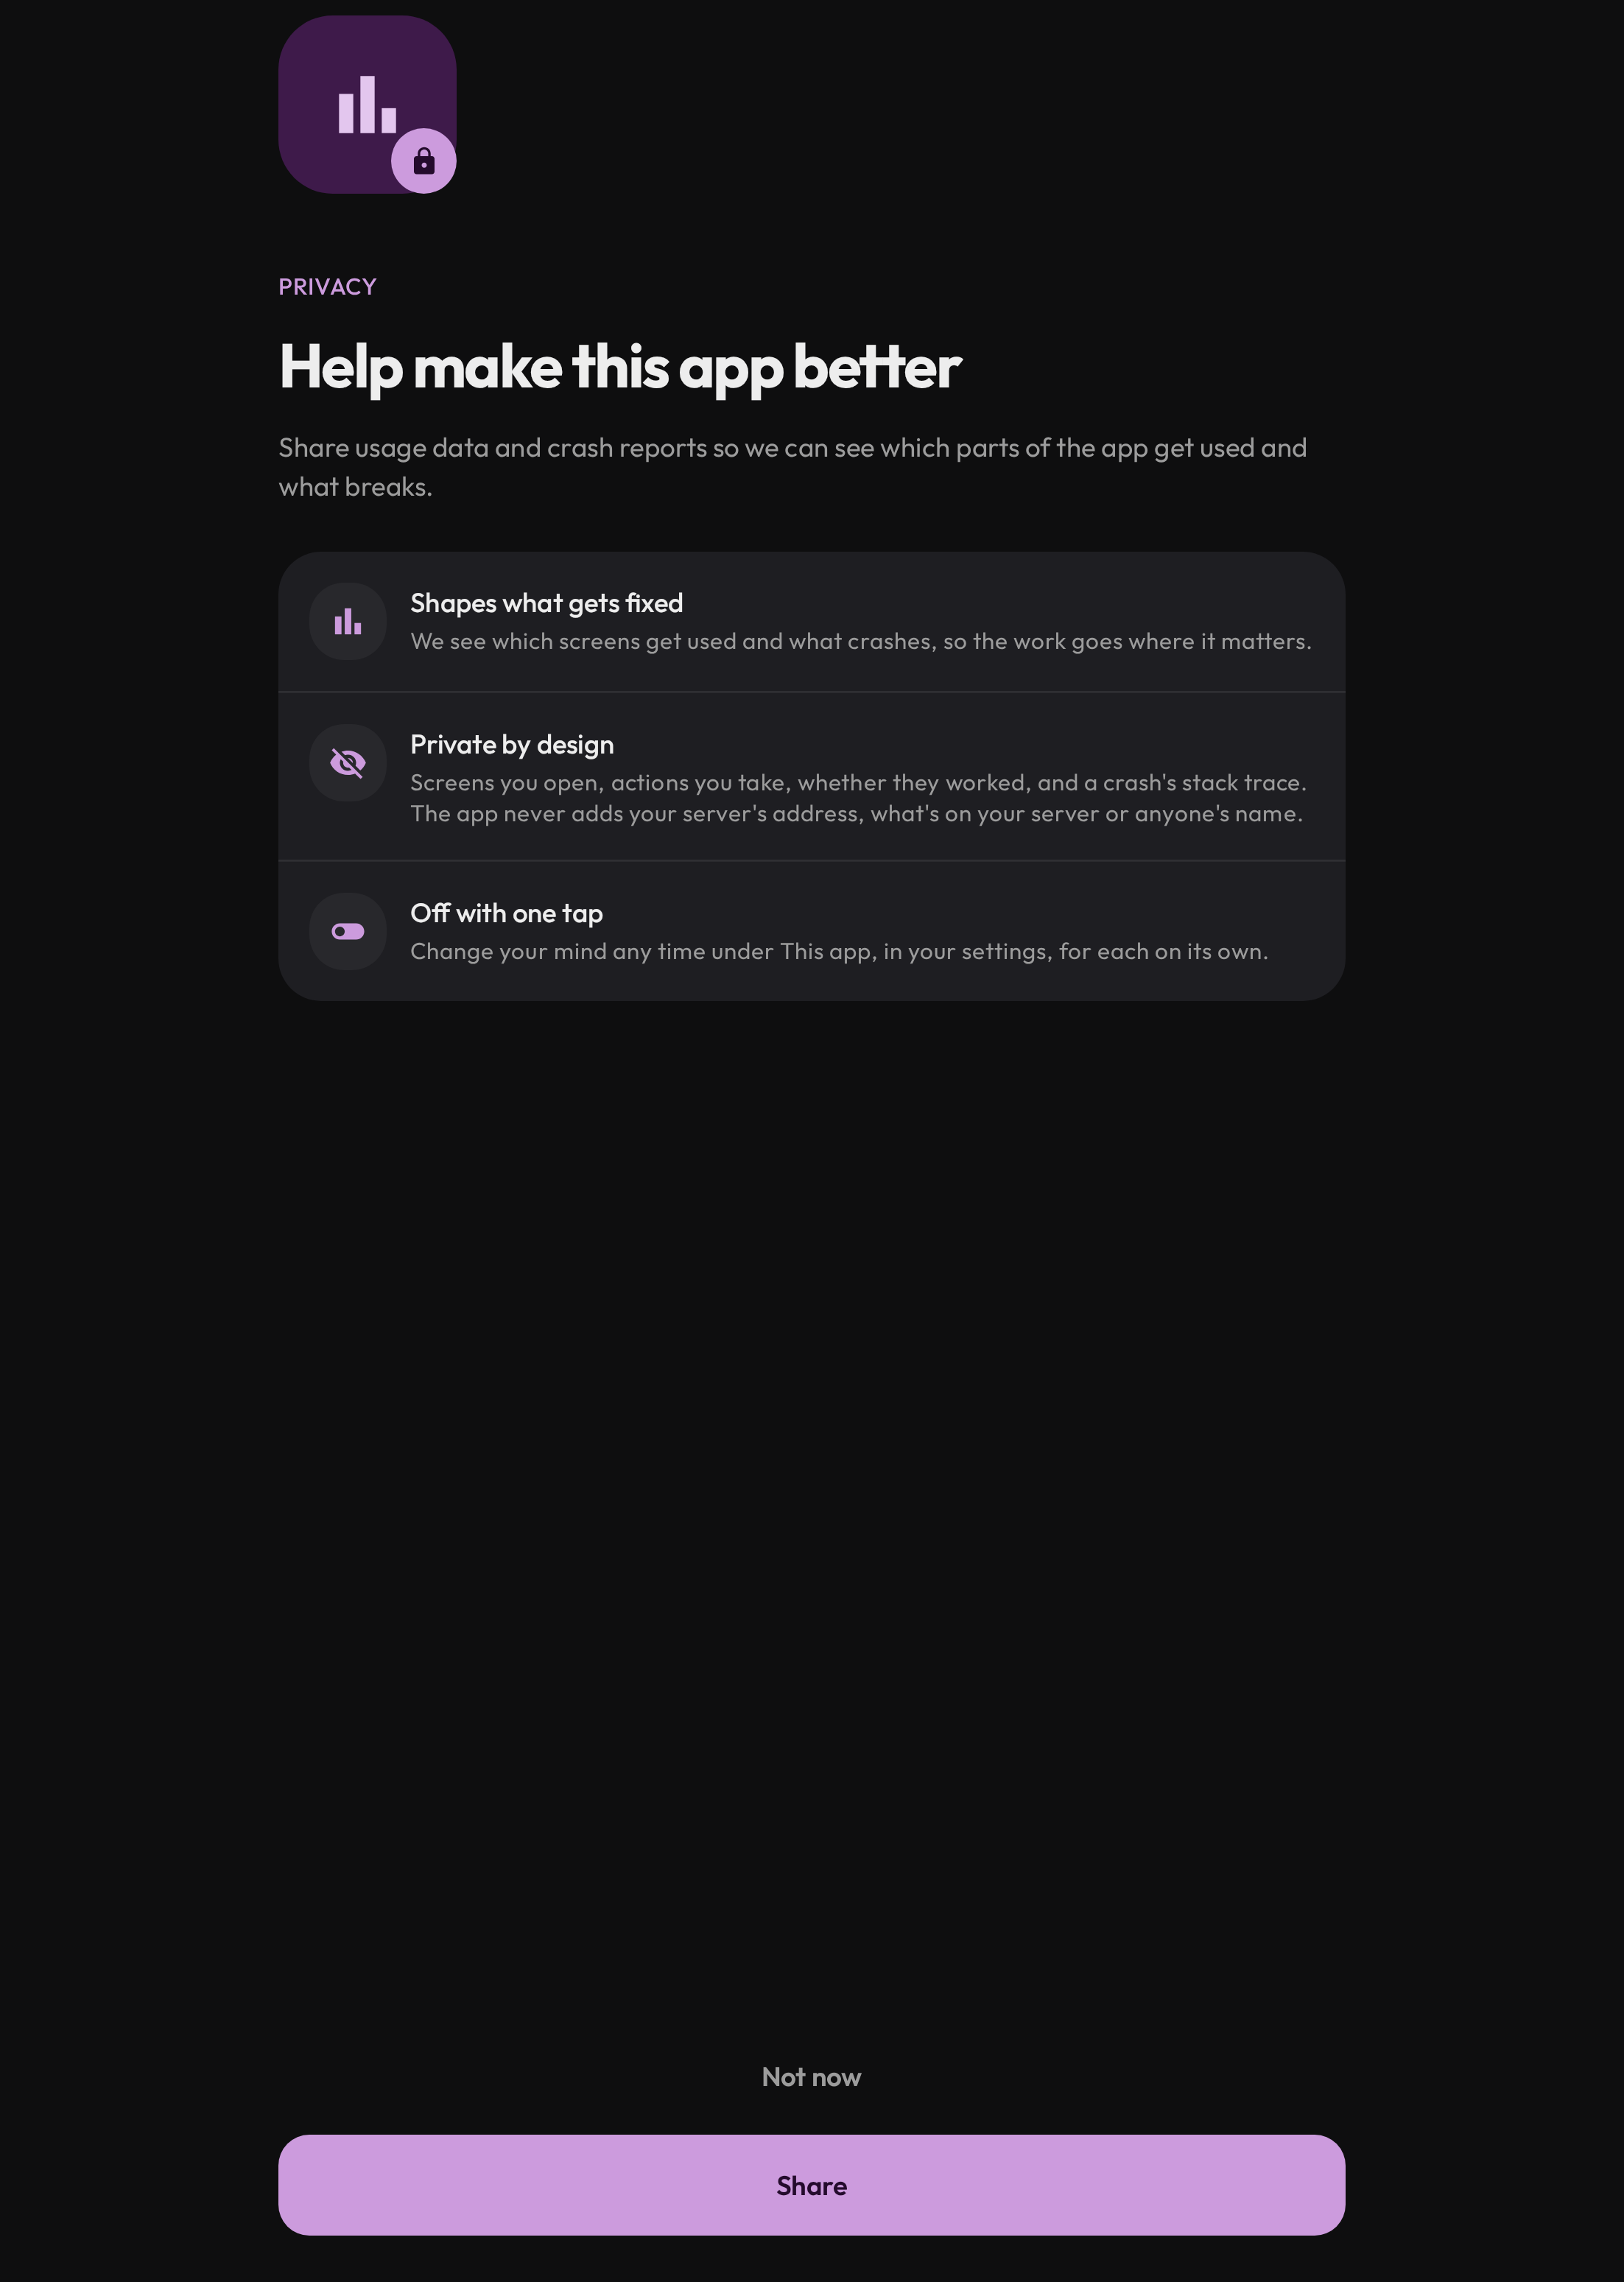 PRIVACY
Help make this app better
Share usage data and crash reports so we can see which parts of the app get used and
what breaks.
Shapes what gets fixed
We see which screens get used and what crashes, so the work goes where it matters.
Private by design
Screens you open, actions you take, whether they worked, and a crash's stack trace.
The app never adds your server's address, what's on your server or anyone's name.
Off with one tap
Change your mind any time under This app, in your settings, for each on its own.
Not now
Share